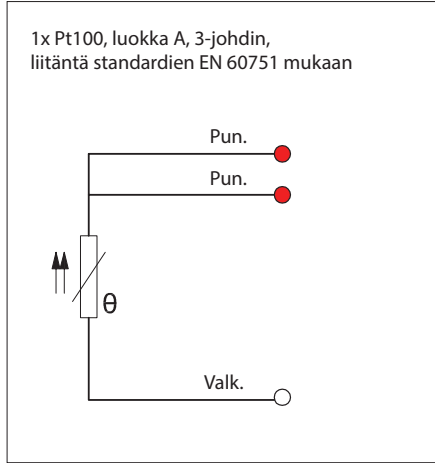 1x Pt100, luokka A, 3-johdin,
liitäntä standardien EN 60751 mukaan
Pun.
Pun.
θ
Valk.